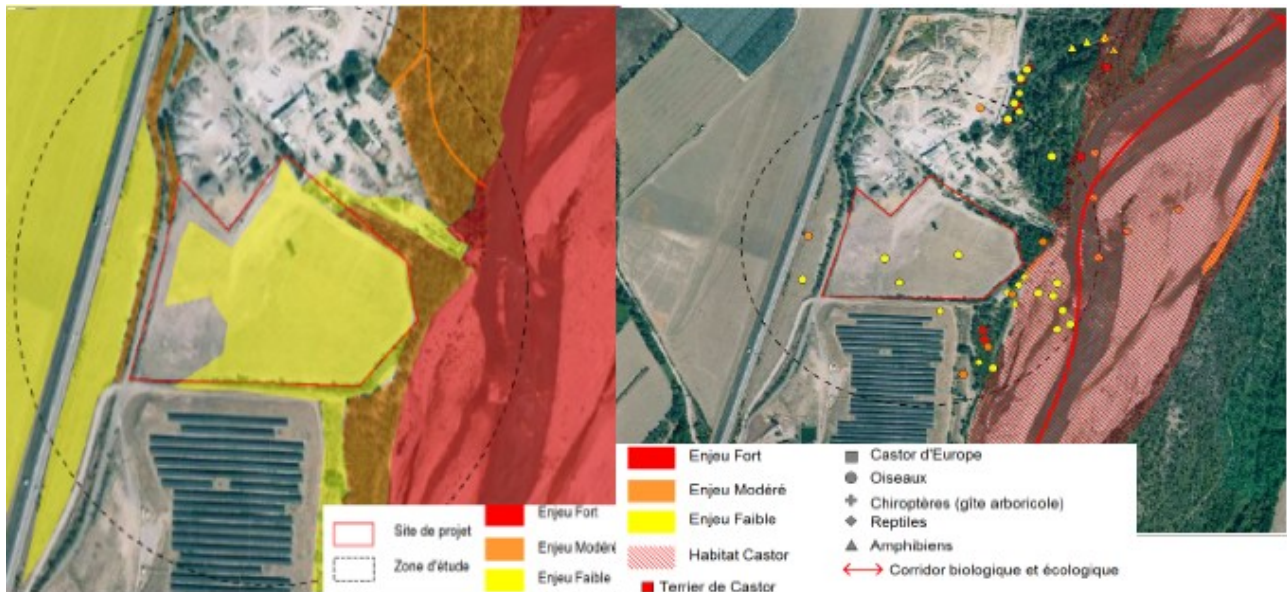 Site de projet
Zone d'étude
Enjeu Fort
Enjeu Modéré
Enjeu Faible
Enjeu Fort
Enjeu Modéré
Enjeu Faible
Habitat Castor
Terrier de Castor
Castor d'Europe
Oiseaux
Chiroptères (gîte arboricole)
Reptiles
Amphibiens
Corridor biologique et écologique